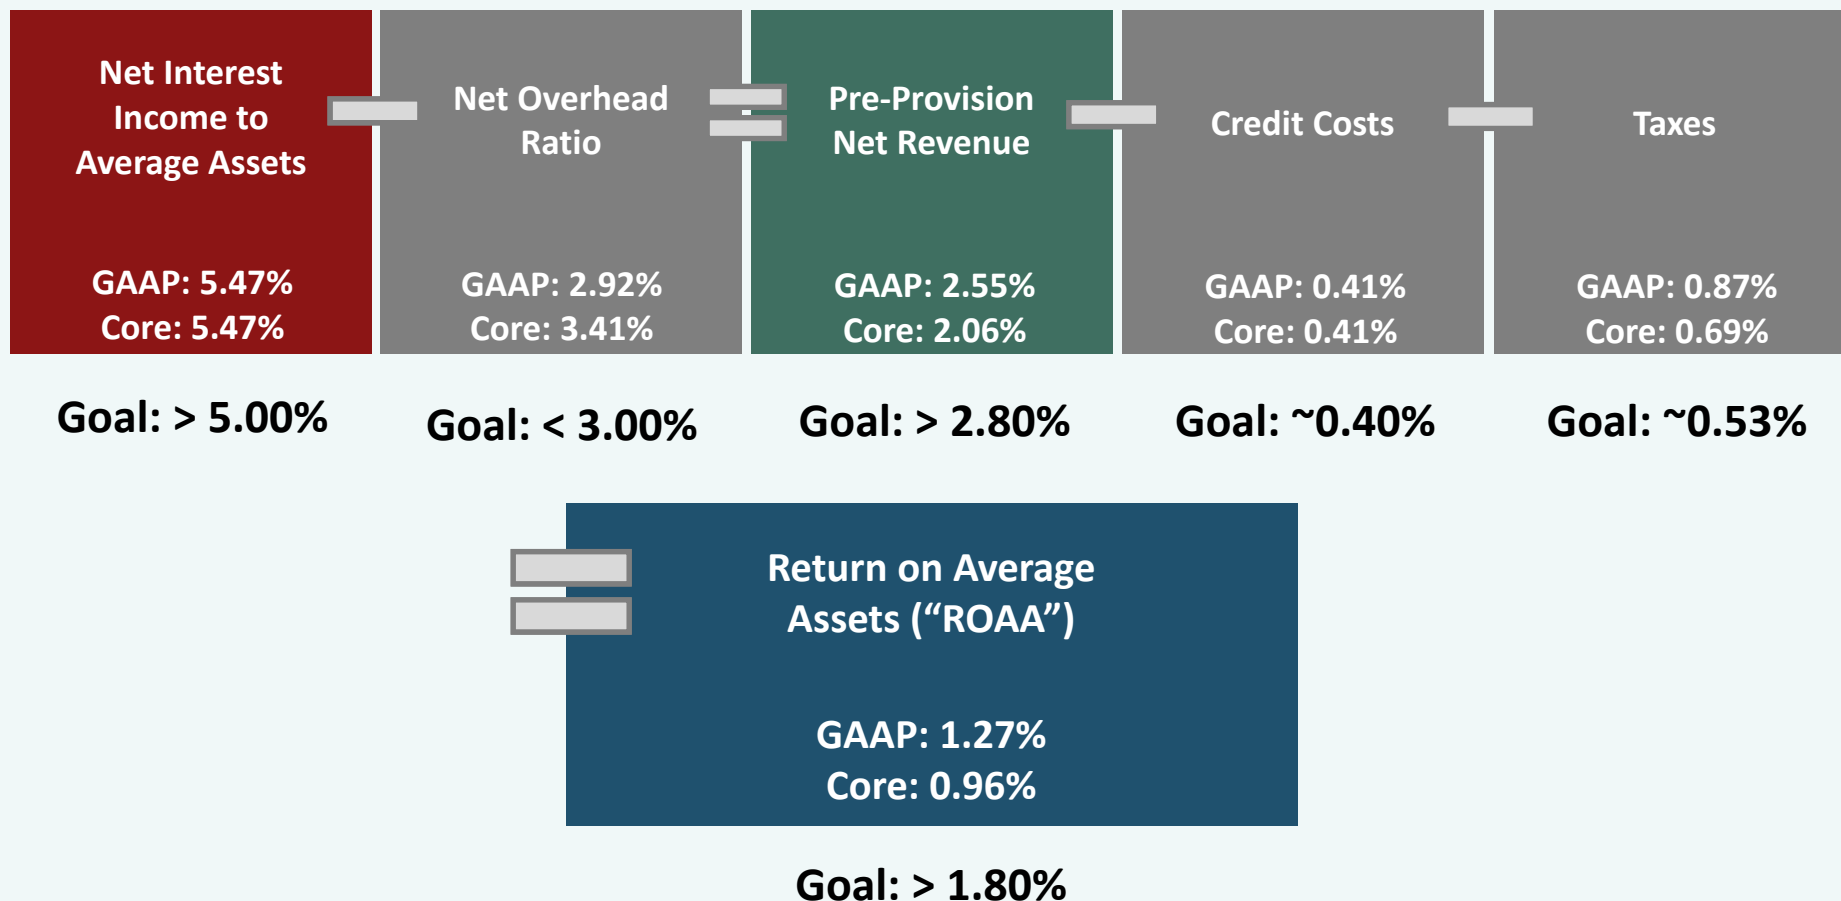 Net Interest
Income to
Average Assets
GAAP: 5.47%
Core: 5.47%
Net Overhead
Ratio
GAAP: 2.92%
Core: 3.41%
Pre-Provision
Net Revenue
GAAP: 2.55%
Core: 2.06%
Credit Costs
GAAP: 0.41%
Core: 0.41%
Taxes
GAAP: 0.87%
Core: 0.69%
Goal: > 5.00%
Goal: < 3.00%
Goal: > 2.80%
Goal: ~0.40%
Goal: ~0.53%
Return on Average
Assets (“ROAA”)
GAAP: 1.27%
Core: 0.96%
Goal: > 1.80%